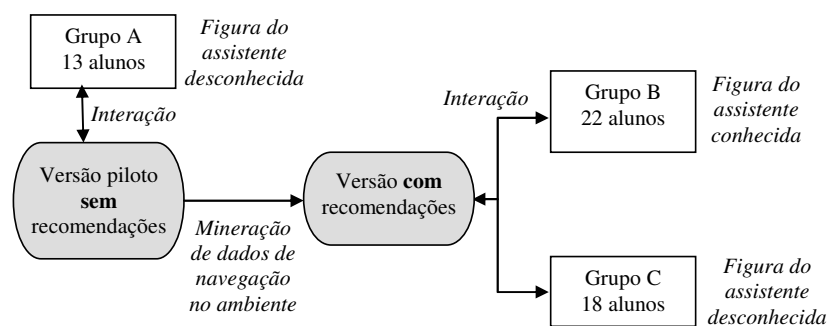 Grupo A
13 alunos
Figura do
assistente
desconhecida
Interação
Versão piloto
sem
recomendações
Mineração
de dados de
navegação
no ambiente
Versão com
recomendações
Interação
Grupo B
22 alunos
Figura do
assistente
conhecida
Grupo C
18 alunos
Figura do
assistente
desconhecida